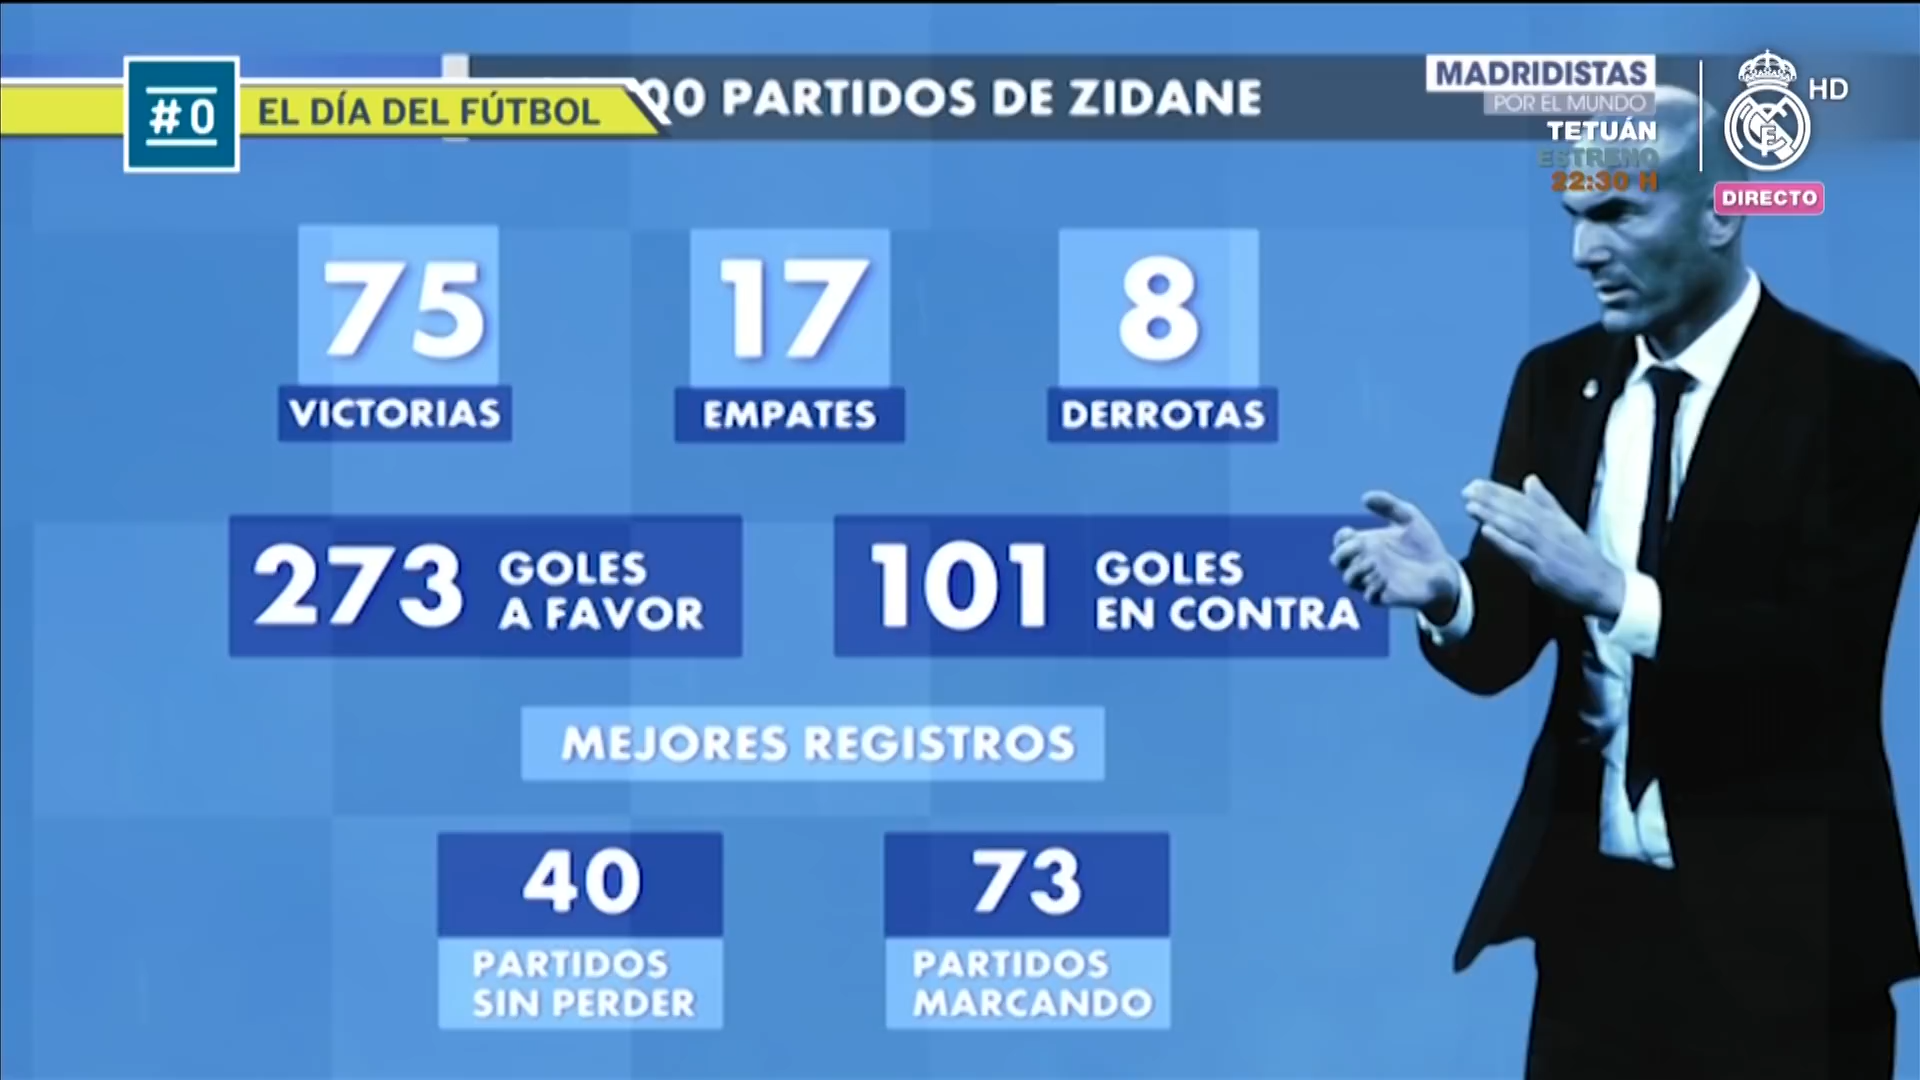 #0
EL DÍA DEL FÚTBOL
00 PARTIDOS DE ZIDANE
MADRIDISTAS
POR EL MUNDO
TETUÁN
ESTRENO
22:30 H
HD
DIRECTO
75
VICTORIAS
17
EMPATES
8
DERROTAS
273 GOLES
A FAVOR
101 GOLES
EN CONTRA
MEJORES REGISTROS
40
PARTIDOS
SIN PERDER
73
PARTIDOS
MARCANDO